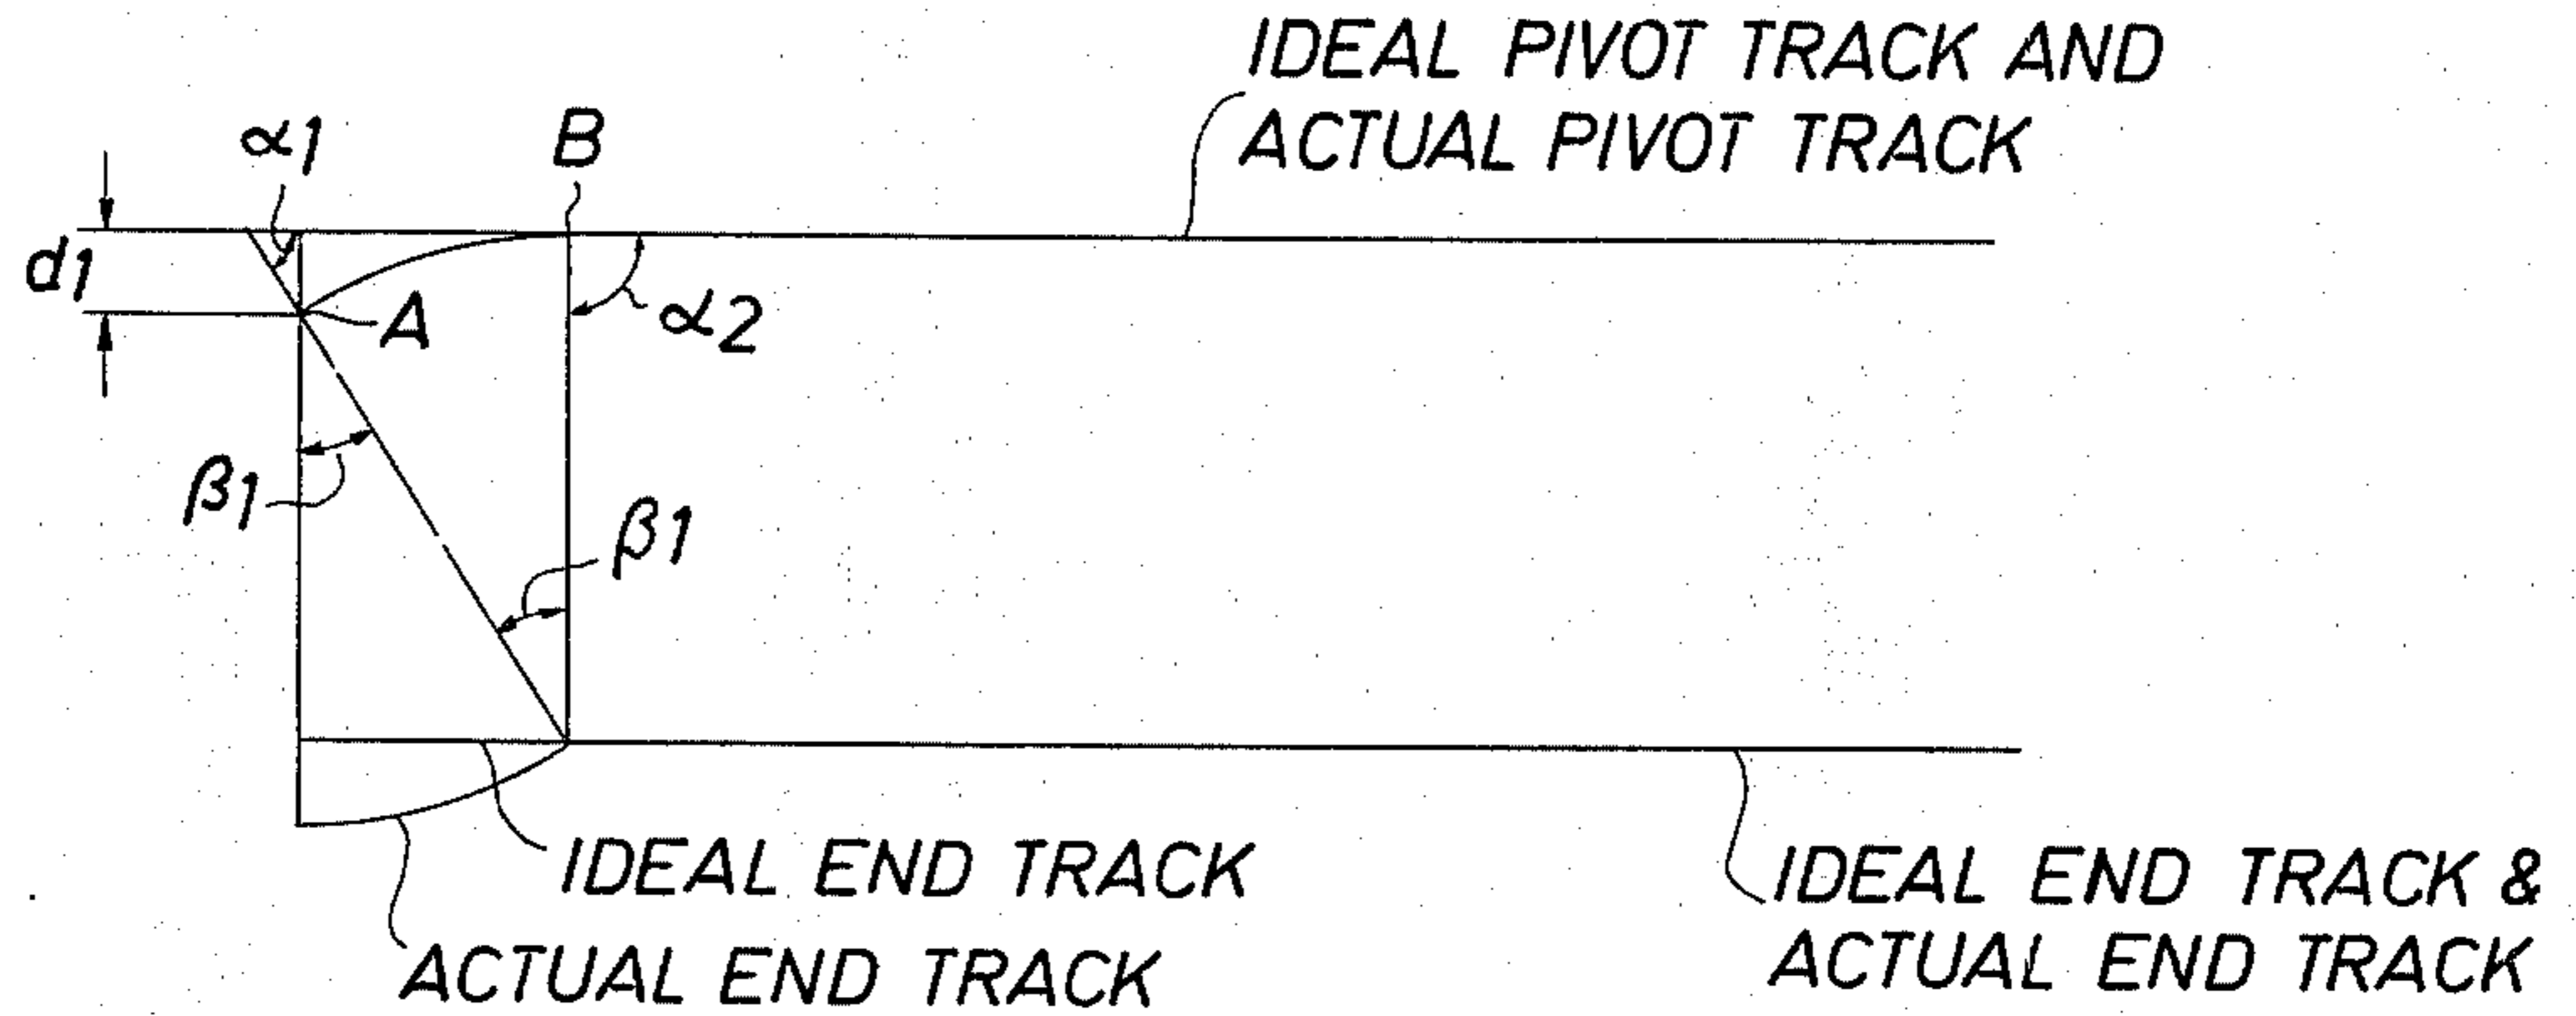 IDEAL PIVOT TRACK AND
ACTUAL PIVOT TRACK
α1
B
d1
A
α2
β1
β1
IDEAL END TRACK
ACTUAL END TRACK
IDEAL END TRACK &
ACTUAL END TRACK